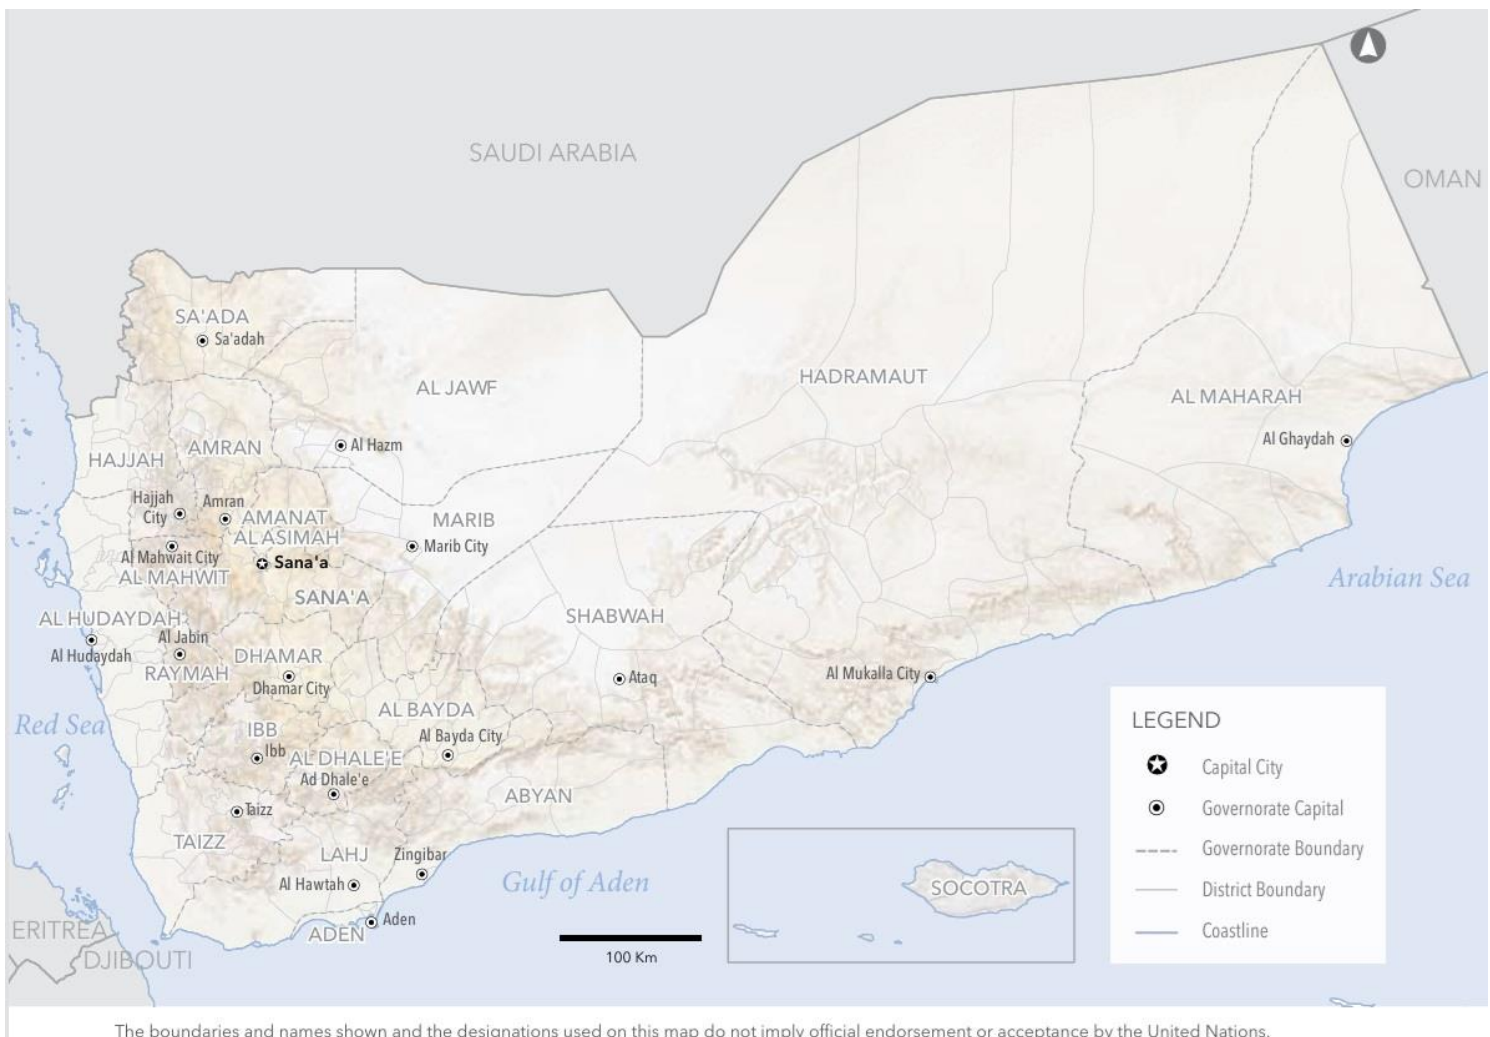 SAUDI ARABIA
OMAN
SA'ADA
Sa'adah
AL JAWF
HADRAMAUT
AL MAHARAH
Al Ghaydah
AMRAN
Al Hazm
HAJJAH
Hajjah
City
Amran
AMANAT
AL ASIMAH
MARIB
Marib City
Al Mahwait City
AL MAHWIT
Sana'a
SANA'A
Arabian Sea
AL HUDAYDAH
Al Hudaydah
Al Jabin
RAYMAH
DHAMAR
Dhamar City
SHABWAH
Ataq
Al Mukalla City
Red Sea
IBB
Ibb
AL BAYDA
Al Bayda City
AL DHALE'E
Ad Dhale'e
ABYAN
Taizz
TAIZZ
LAHJ
Zingibar
Al Hawtah
Gulf of Aden
Aden
ADEN
ERITREA
DJIBOUTI
100 Km
SOCOTRA
LEGEND
Capital City
Governorate Capital
Governorate Boundary
District Boundary
Coastline
The boundaries and names shown and the designations used on this map do not imply official endorsement or acceptance by the United Nations.